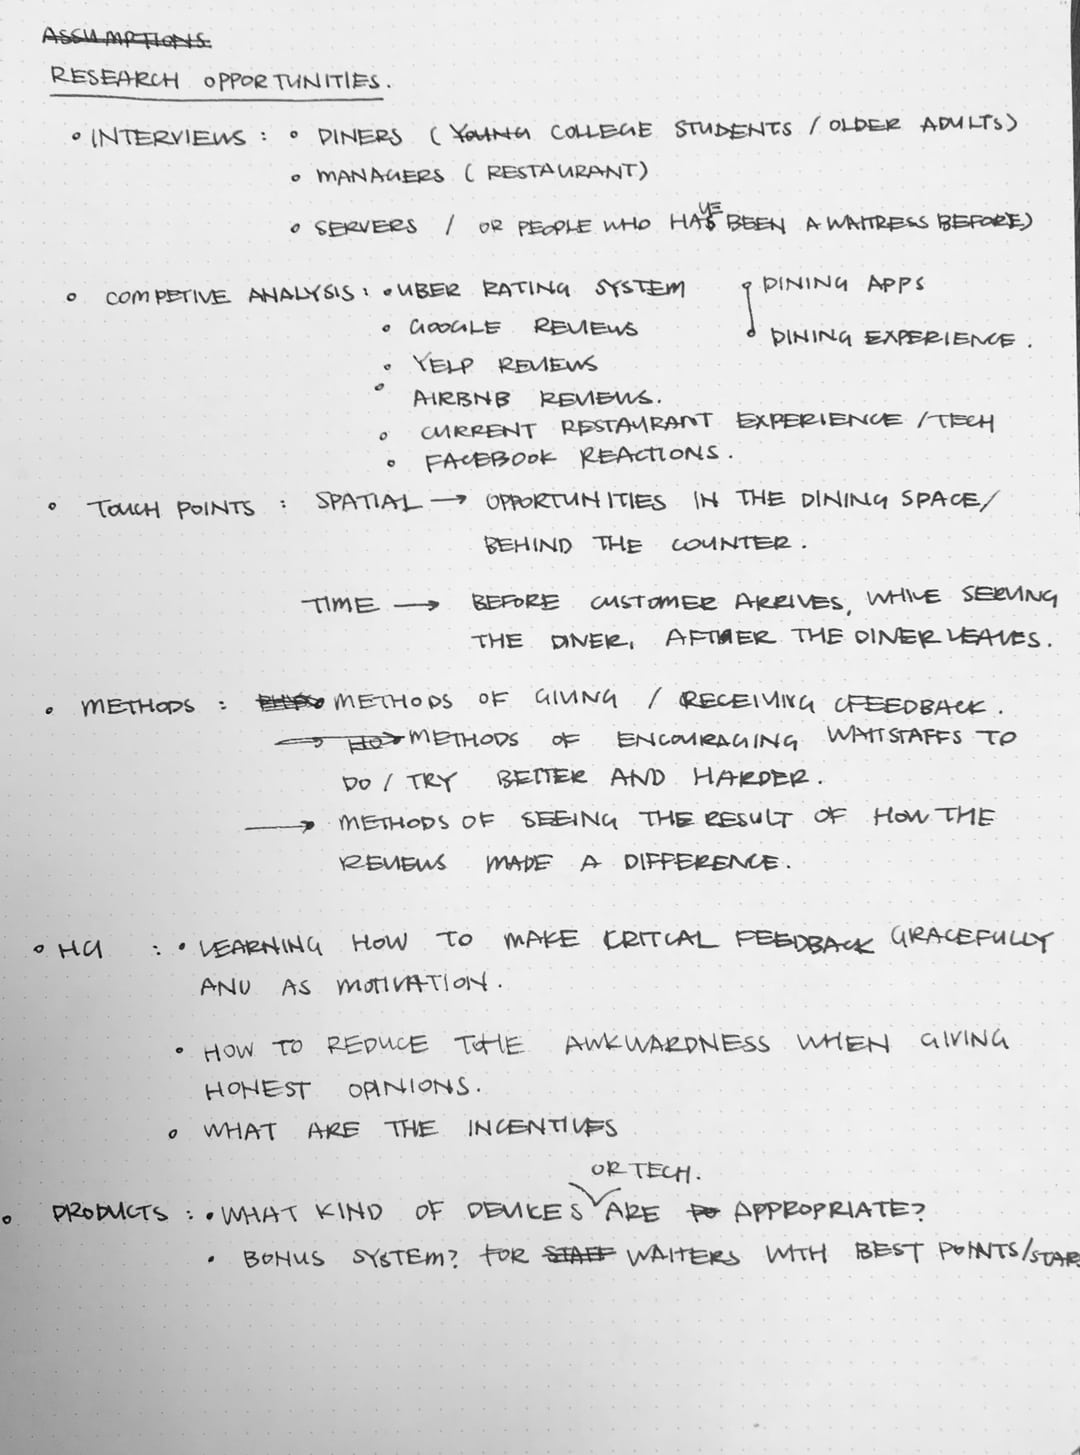 ASSUMPTIONS
RESEARCH OPPORTUNITIES.
• INTERVIEWS : • DINERS ( YOUNG COLLEGE STUDENTS / OLDER ADULTS)
• MANAGERS ( RESTAURANT)
• SERVERS / OR PEOPLE WHO HAVE BEEN A WAITRESS BEFORE)
• COMPETIVE ANALYSIS : • UBER RATING SYSTEM • DINING APPS
• GOOGLE REVIEWS • DINING EXPERIENCE .
• YELP REVIEWS
• AIRBNB REVIEWS.
• CURRENT RESTAURANT EXPERIENCE / TECH
• FACEBOOK REACTIONS .
• TOUCH POINTS : SPATIAL → OPPORTUNITIES IN THE DINING SPACE/
BEHIND THE COUNTER .
TIME → BEFORE CUSTOMER ARRIVES, WHILE SERVING
THE DINER, AFTHER THE DINER LEAVES.
• METHODS : METHODS OF GIVING / RECEIVING CFEEDBACK .
→ HO METHODS OF ENCOURAGING WAITSTAFFS TO
DO / TRY BETTER AND HARDER .
→ METHODS OF SEEING THE RESULT OF HOW THE
REVIEWS MADE A DIFFERENCE.
• HCI : • LEARNING HOW TO MAKE CRITCAL FEEDBACK GRACEFULLY
AND AS MOTIVATION .
• HOW TO REDUCE THE AWKWARDNESS WHEN GIVING
HONEST OPINIONS.
• WHAT ARE THE INCENTIVES
OR TECH.
• PRODUCTS : • WHAT KIND OF DEVICES ARE APPROPRIATE?
• BONUS SYSTEM? FOR STAFF WAITERS WITH BEST POINTS/STAR